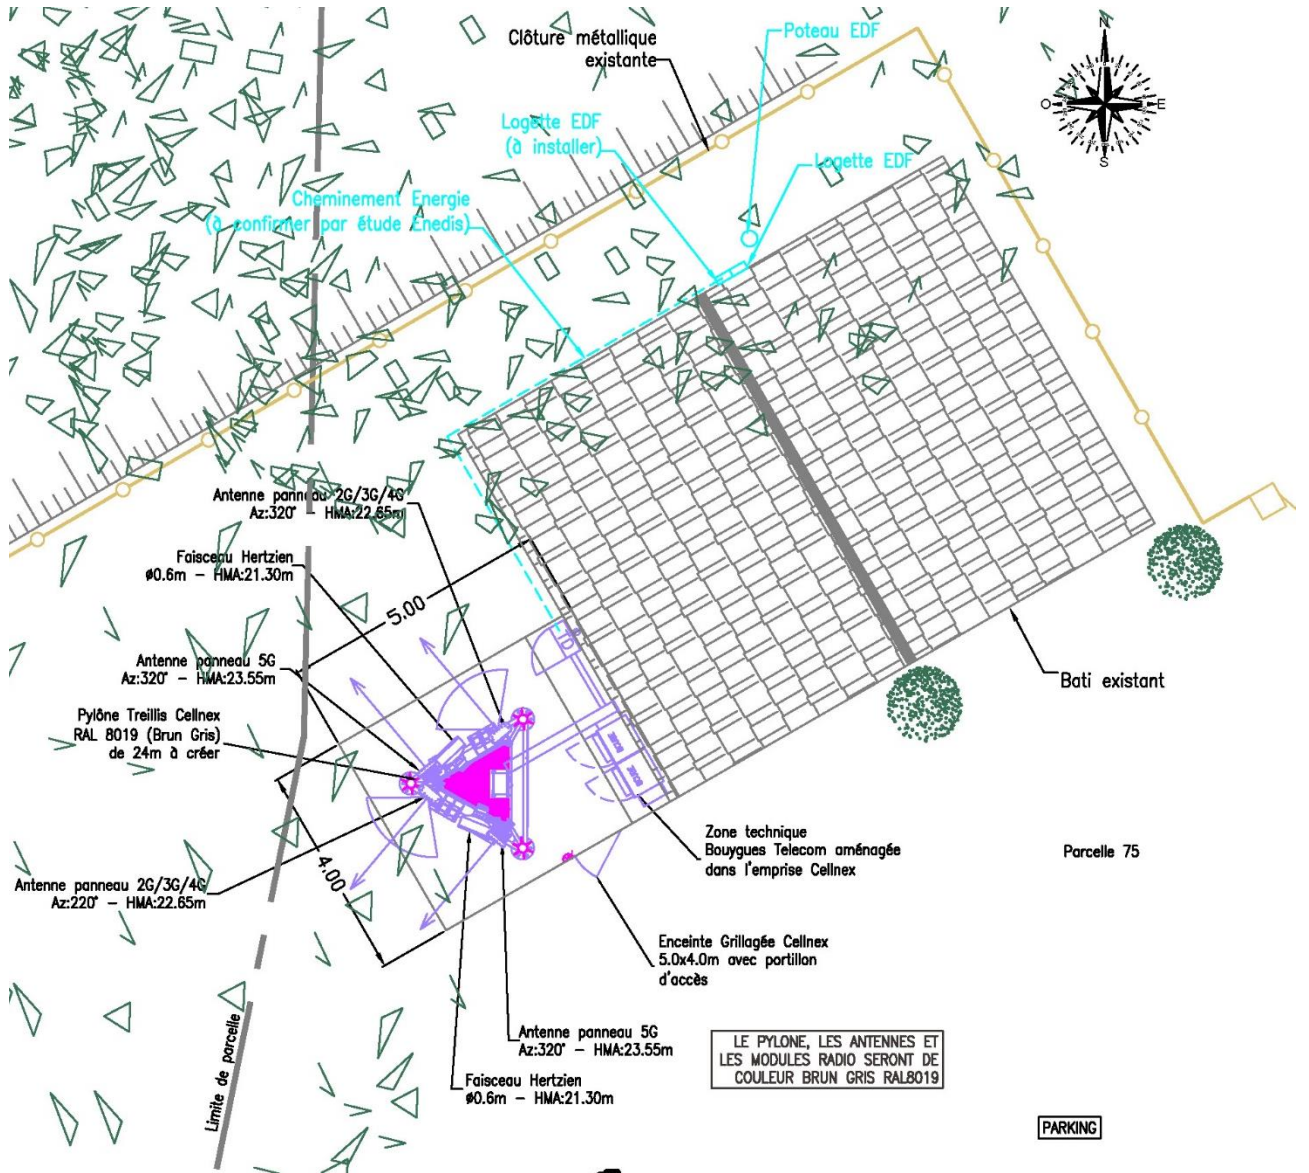 Clôture métallique
existante
Poteau EDF
N
O
E
S
Logette EDF
(à installer)
Logette EDF
Cheminement Energie
(à confirmer par étude Enedis)
Antenne panneau 2G/3G/4G
Az:320° - HMA:22.65m
Faisceau Hertzien
ø0.6m - HMA:21.30m
5.00
Antenne panneau 5G
Az:320° - HMA:23.55m
Pylône Treillis Cellnex
RAL 8019 (Brun Gris)
de 24m à créer
Bati existant
4.00
Zone technique
Bouygues Telecom aménagée
dans l'emprise Cellnex
Parcelle 75
Antenne panneau 2G/3G/4G
Az:220° - HMA:22.65m
Enceinte Grillagée Cellnex
5.0x4.0m avec portillon
d'accès
Limite de parcelle
Antenne panneau 5G
Az:320° - HMA:23.55m
Faisceau Hertzien
ø0.6m - HMA:21.30m
LE PYLONE, LES ANTENNES ET
LES MODULES RADIO SERONT DE
COULEUR BRUN GRIS RAL8019
PARKING